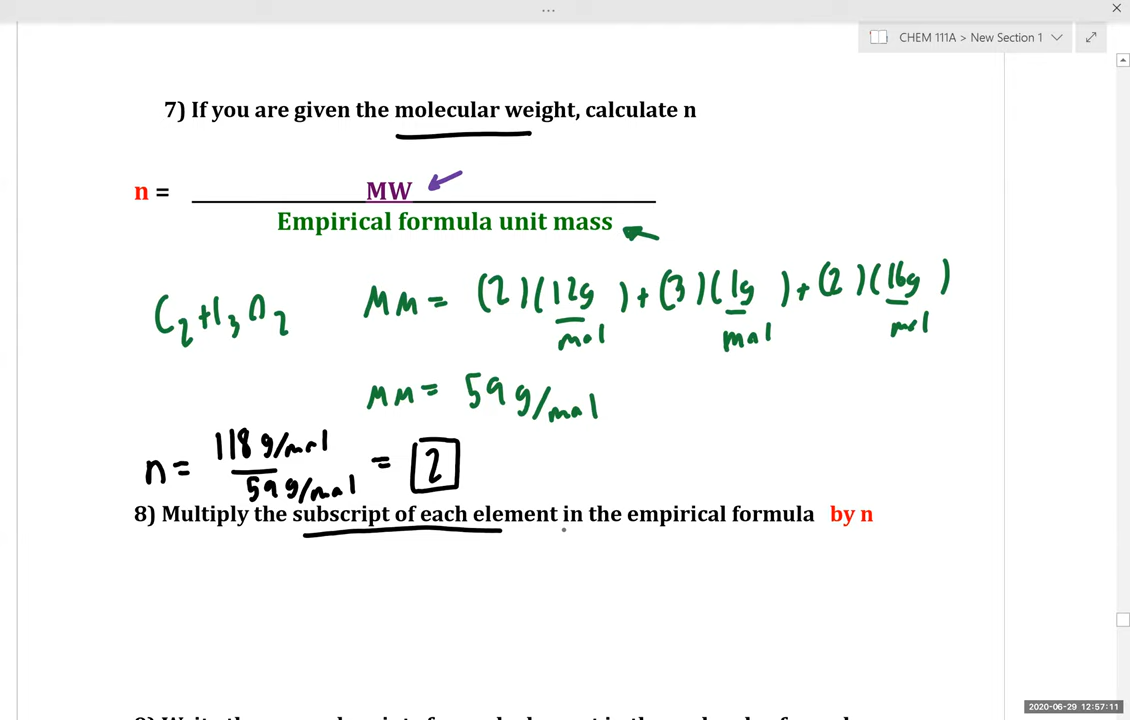 CHEM 111A > New Section 1
7) If you are given the molecular weight, calculate n
n = MW
Empirical formula unit mass
C2H3O2 MM = (2)(12g/mol) + (3)(1g/mol) + (2)(16g/mol)
MM = 59 g/mol
n = 118 g/mol / 59 g/mol = 2
8) Multiply the subscript of each element in the empirical formula by n
2020-06-29 12:57:11